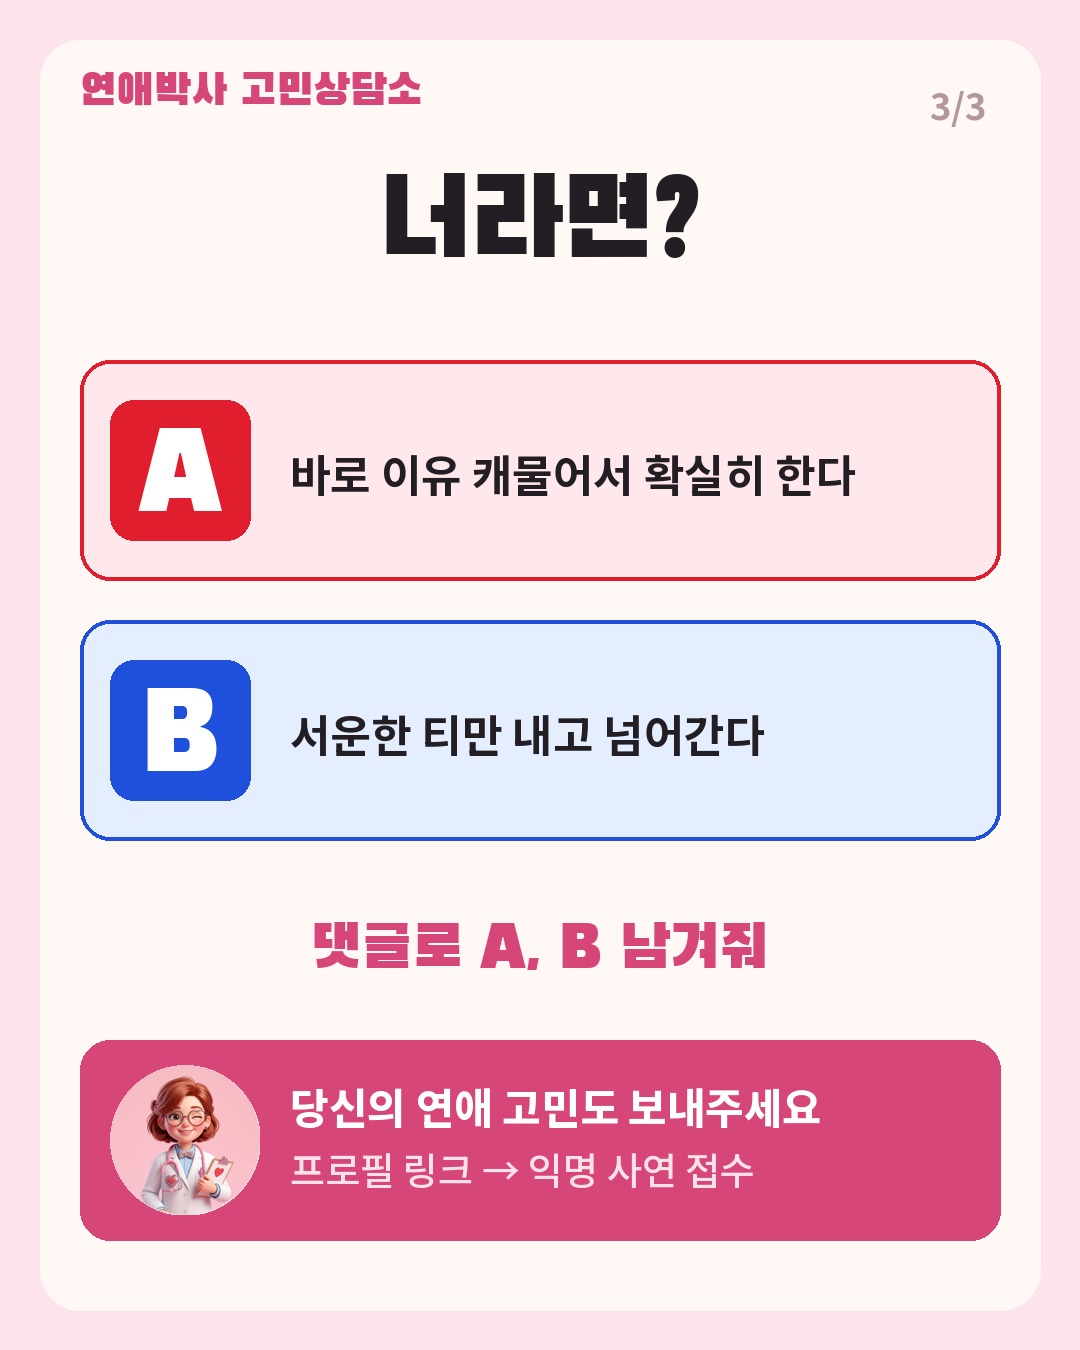 연애박사 고민상담소
3/3
너라면?
A
바로 이유 캐물어서 확실히 한다
B
서운한 티만 내고 넘어간다
댓글로 A, B 남겨줘
당신의 연애 고민도 보내주세요
프로필 링크 → 익명 사연 접수